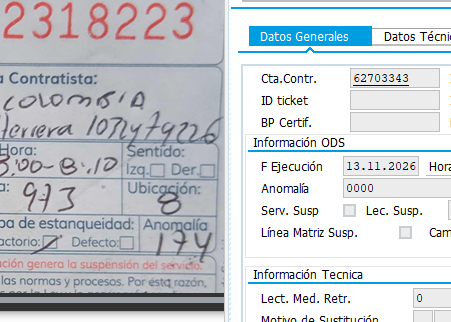 2318223
a Contratista:
COLOMBIA
Herrera 1032479226
Hora:
Sentido:
8:00-8:10
Izq. Der.
a:
973
Ubicación:
8
ba de estanqueidad:
Anomalía
actorio: Defecto:
174
ción genera la suspensión del servicio.
las normas y procesos. Por esta razón,
Datos Generales
Datos Técni
Cta.Contr. 62703343
ID ticket
BP Certif.
Información ODS
F Ejecución 13.11.2026 Hora
Anomalía 0000
Serv. Susp Lec. Susp.
Línea Matriz Susp. Cam
Información Tecnica
Lect. Med. Retr. 0
Motivo de Sustitución